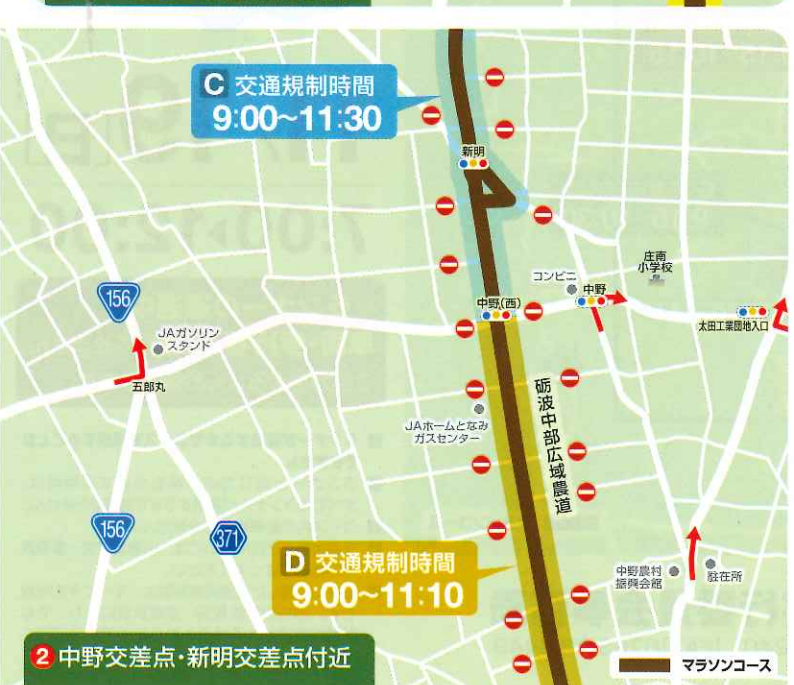 C 交通規制時間
9:00~11:30
新明
コンビニ
中野
庄南
小学校
中野(西)
太田工業団地入口
156
JAガソリン
スタンド
五郎丸
砺波中部広域農道
JAホームとなみ
ガスセンター
156
371
D 交通規制時間
9:00~11:10
中野農村
振興会館
駐在所
2 中野交差点・新明交差点付近
マラソンコース